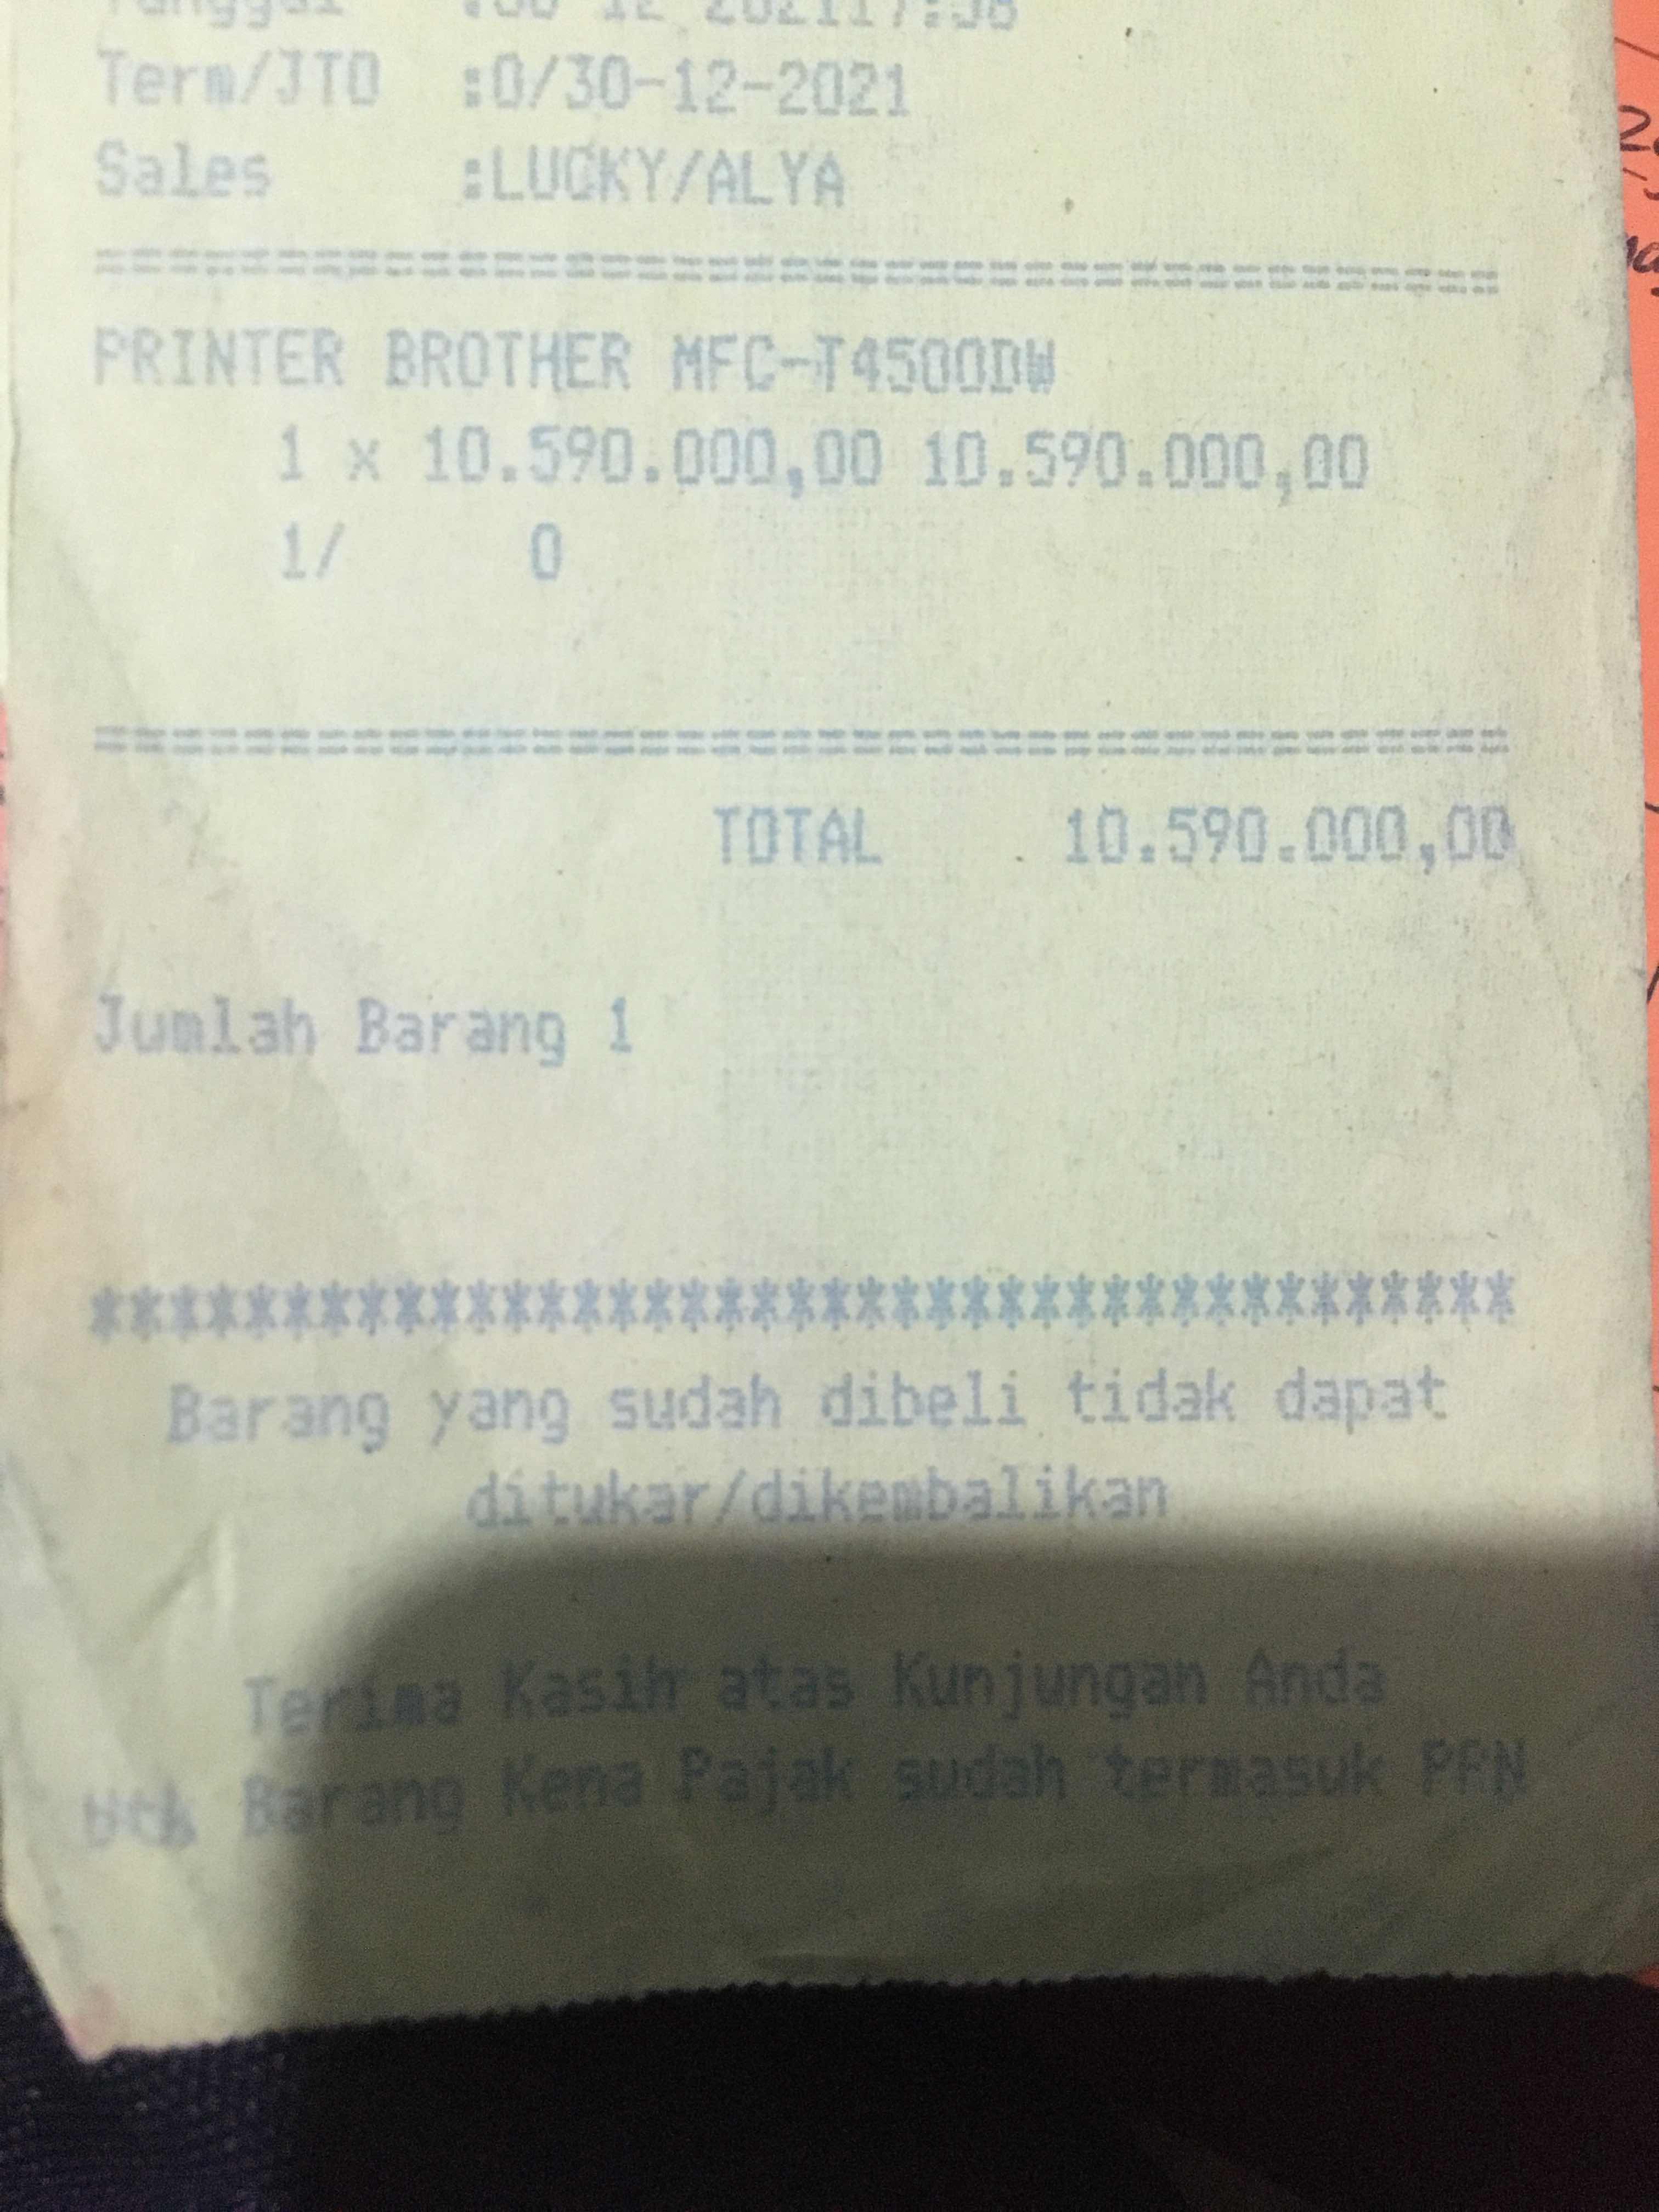 Term/JTO :0/30-12-2021
Sales :LUCKY/ALYA
========================================
PRINTER BROTHER MFC-T4500DW
1 x 10.590.000,00 10.590.000,00
1/ 0
========================================
TOTAL 10.590.000,00
Jumlah Barang 1
****************************************
Barang yang sudah dibeli tidak dapat
ditukar/dikembalikan
Terima Kasih atas Kunjungan Anda
Utk Barang Kena Pajak sudah termasuk PPN